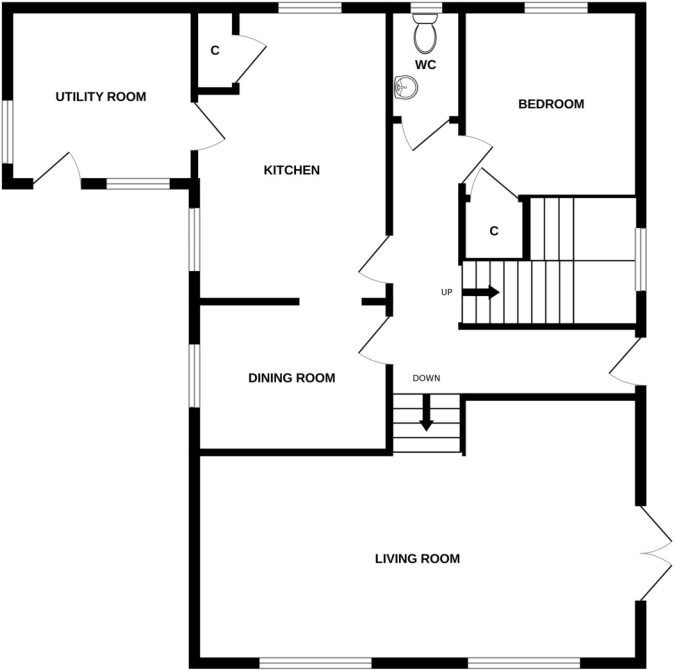 C
WC
UTILITY ROOM
BEDROOM
KITCHEN
C
UP
DINING ROOM
DOWN
LIVING ROOM